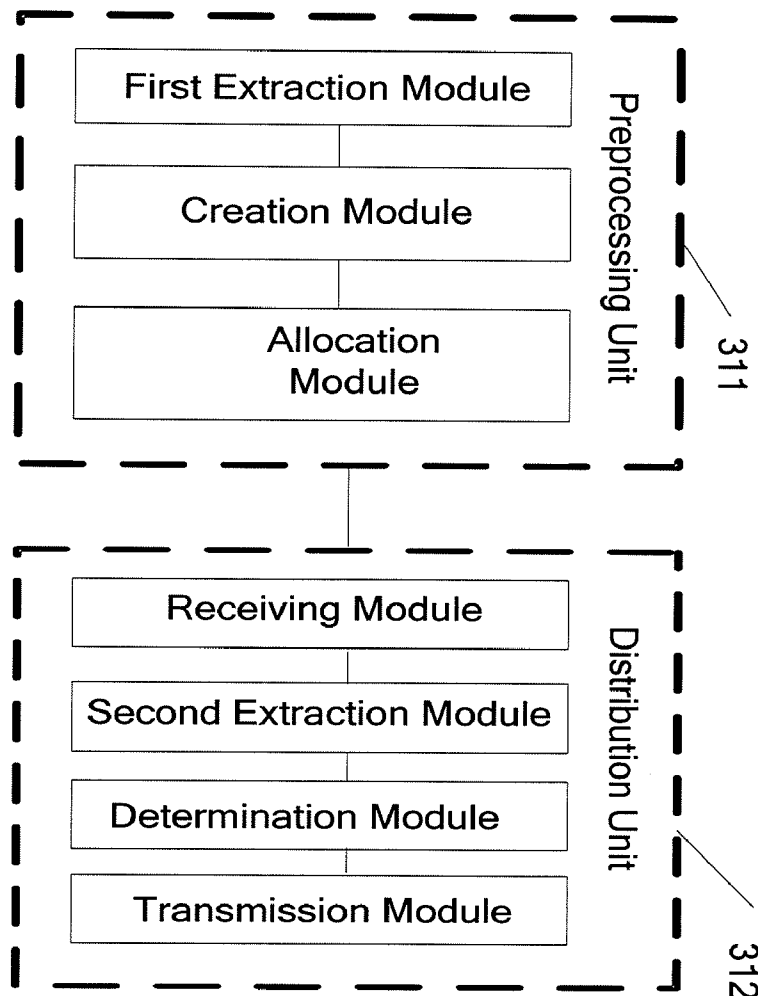 First Extraction Module
Creation Module
Allocation
Module
Preprocessing Unit
311
Receiving Module
Second Extraction Module
Determination Module
Transmission Module
Distribution Unit
312